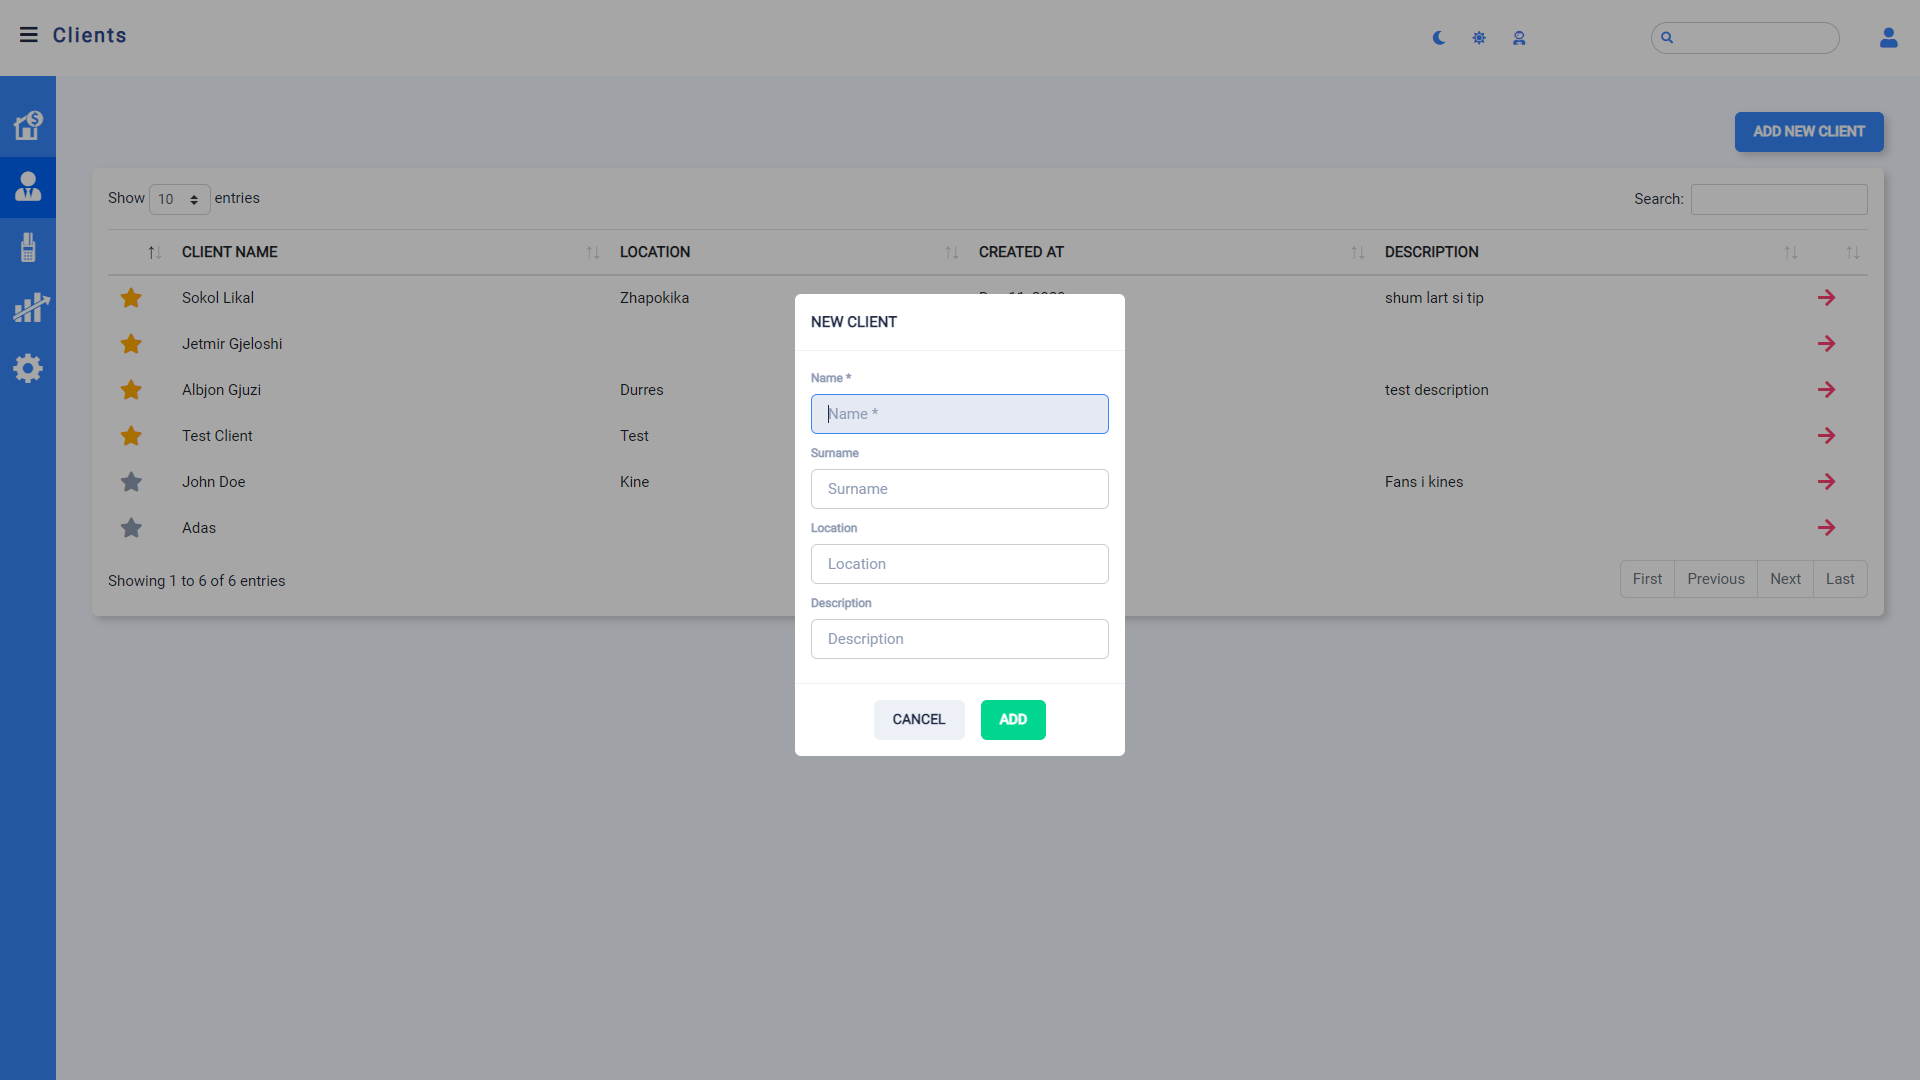 Clients
ADD NEW CLIENT
Show 10 entries
Search:
CLIENT NAME LOCATION CREATED AT DESCRIPTION
Sokol Likal Zhapokika shum lart si tip
Jetmir Gjeloshi
Albjon Gjuzi Durres test description
Test Client Test
John Doe Kine Fans i kines
Adas
Showing 1 to 6 of 6 entries
First Previous Next Last
NEW CLIENT
Name *
Name *
Surname
Surname
Location
Location
Description
Description
CANCEL ADD